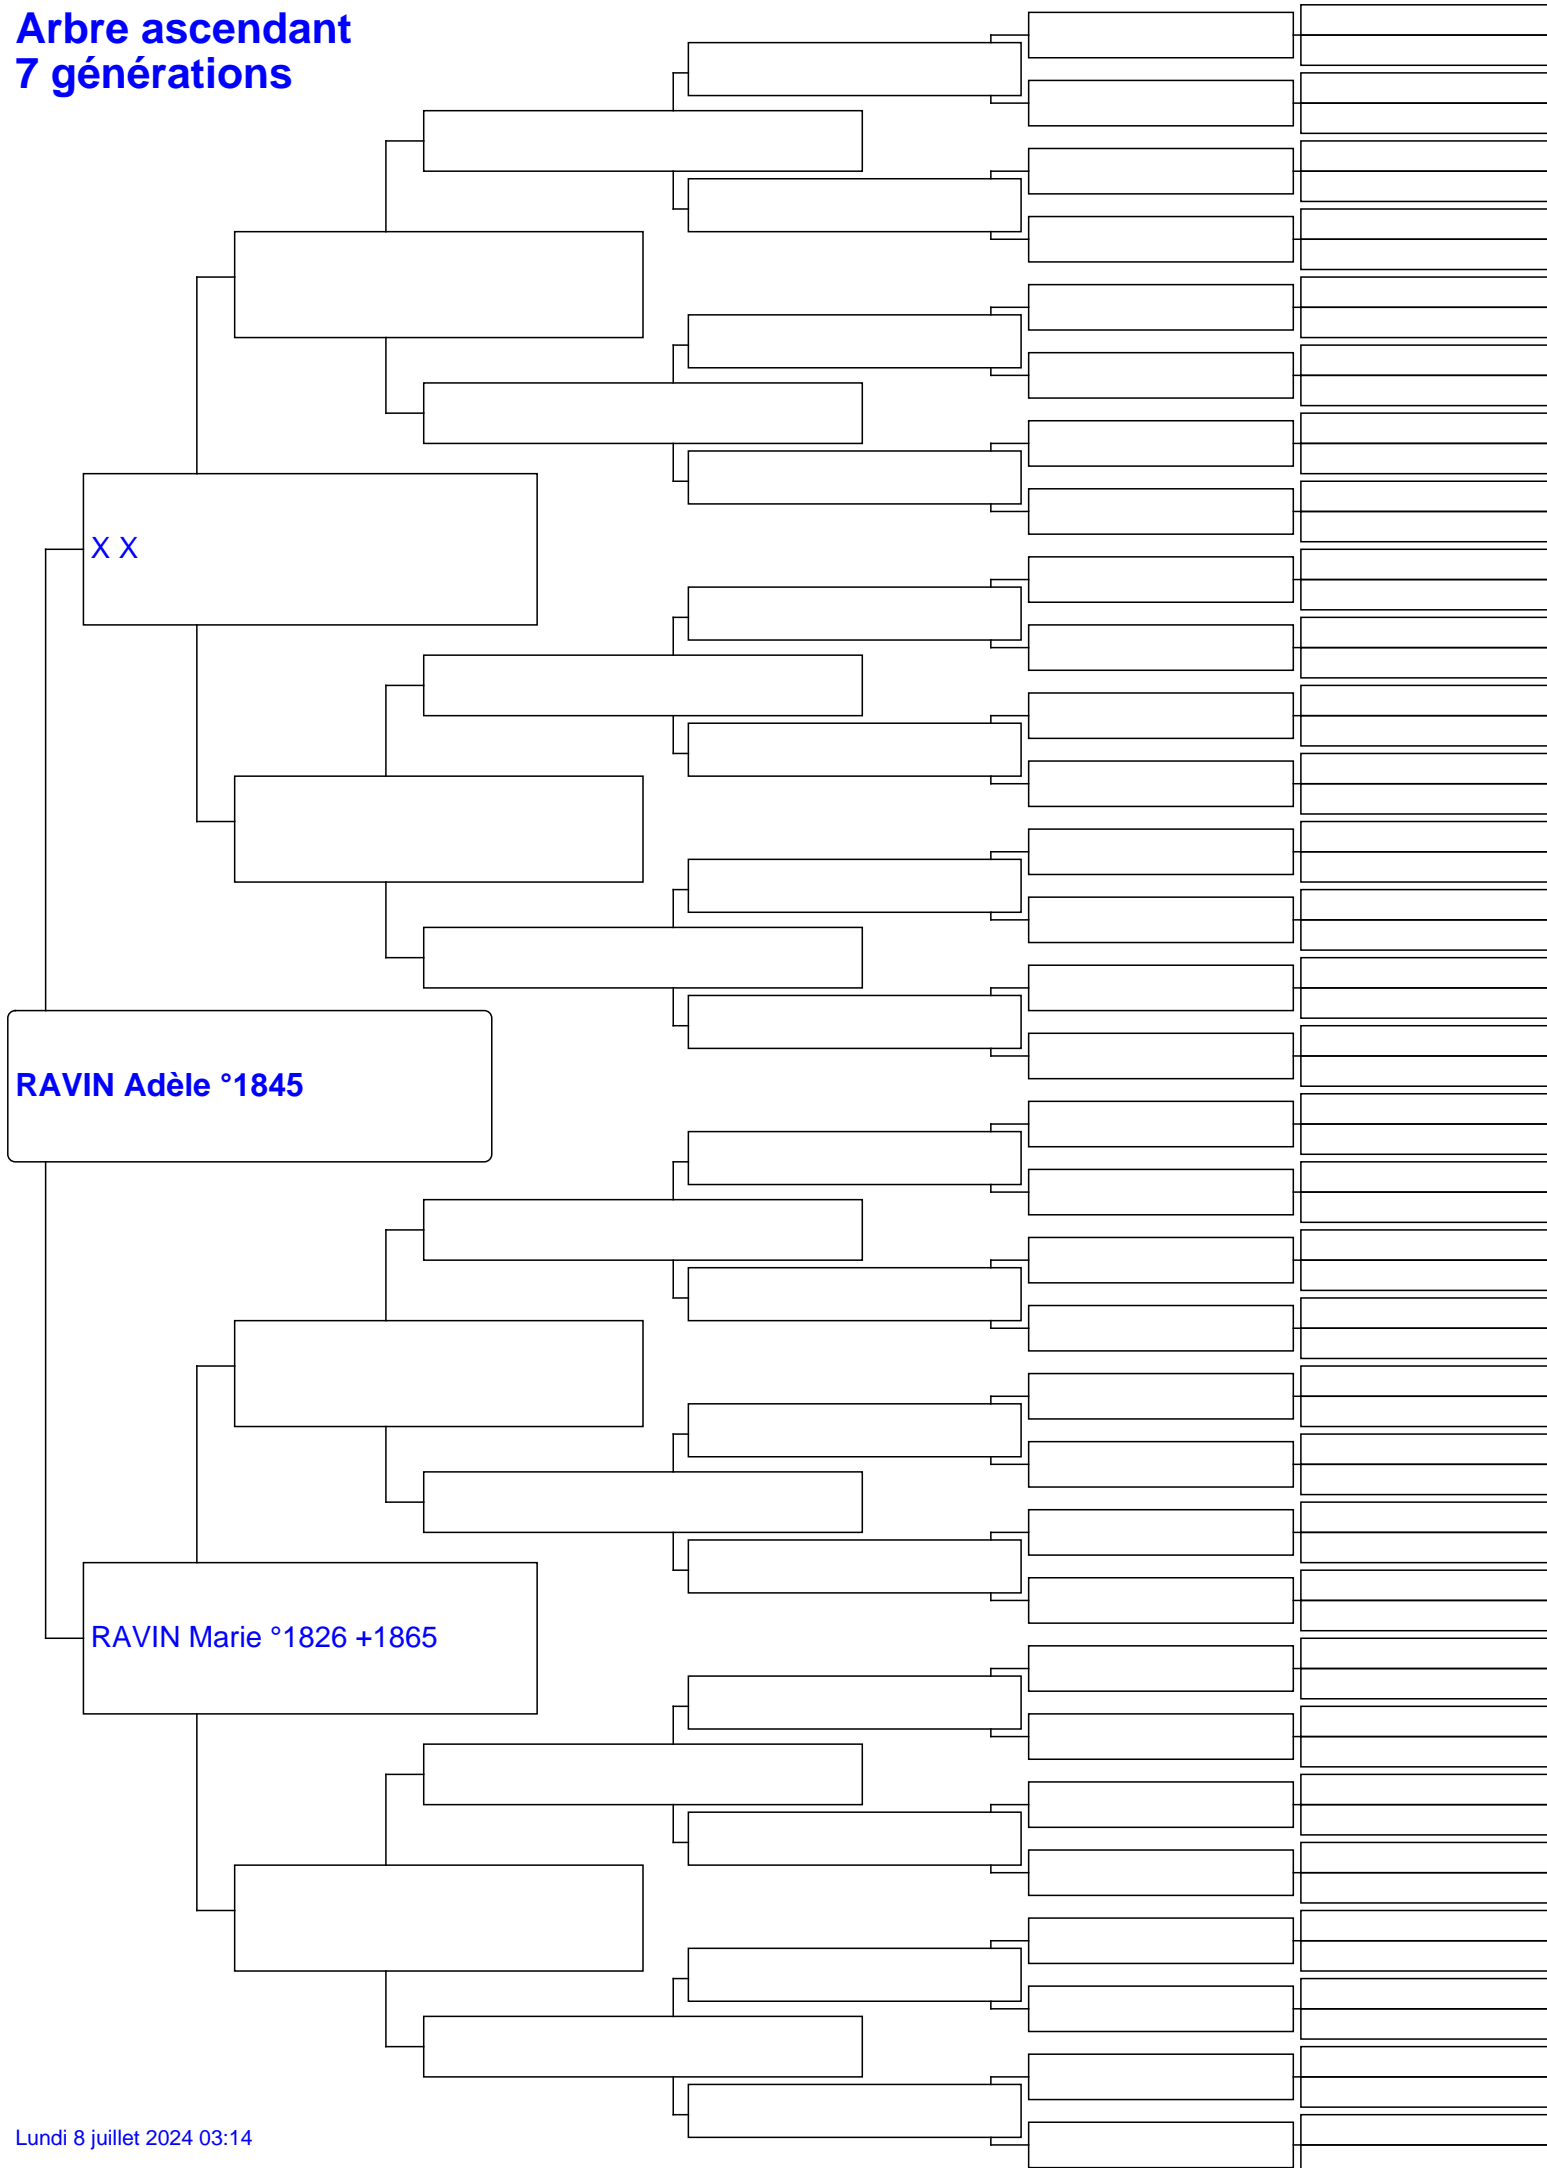 Arbre ascendant
7 générations
X X
RAVIN Adèle °1845
RAVIN Marie °1826 +1865
Lundi 8 juillet 2024 03:14